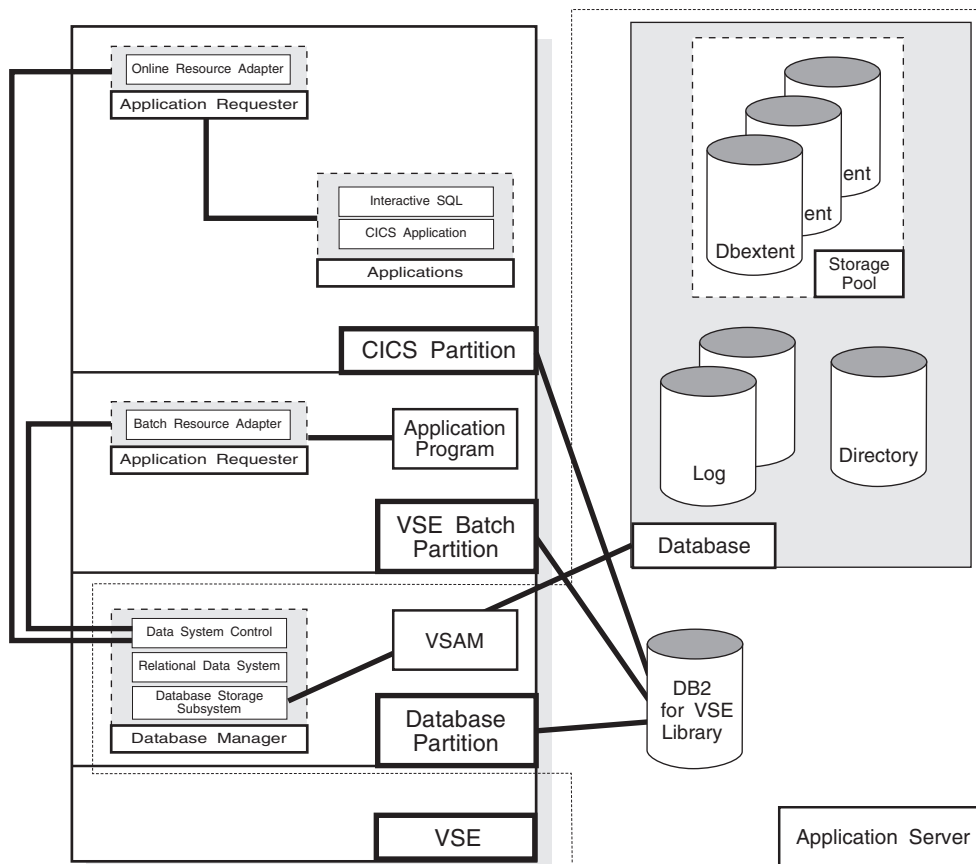 Online Resource Adapter
Application Requester
Interactive SQL
CICS Application
Applications
CICS Partition
Batch Resource Adapter
Application Requester
Application
Program
VSE Batch
Partition
Data System Control
Relational Data System
Database Storage
Subsystem
Database Manager
VSAM
Database
Partition
VSE
ent
ent
Dbextent
Storage
Pool
Log
Directory
Database
DB2
for VSE
Library
Application Server